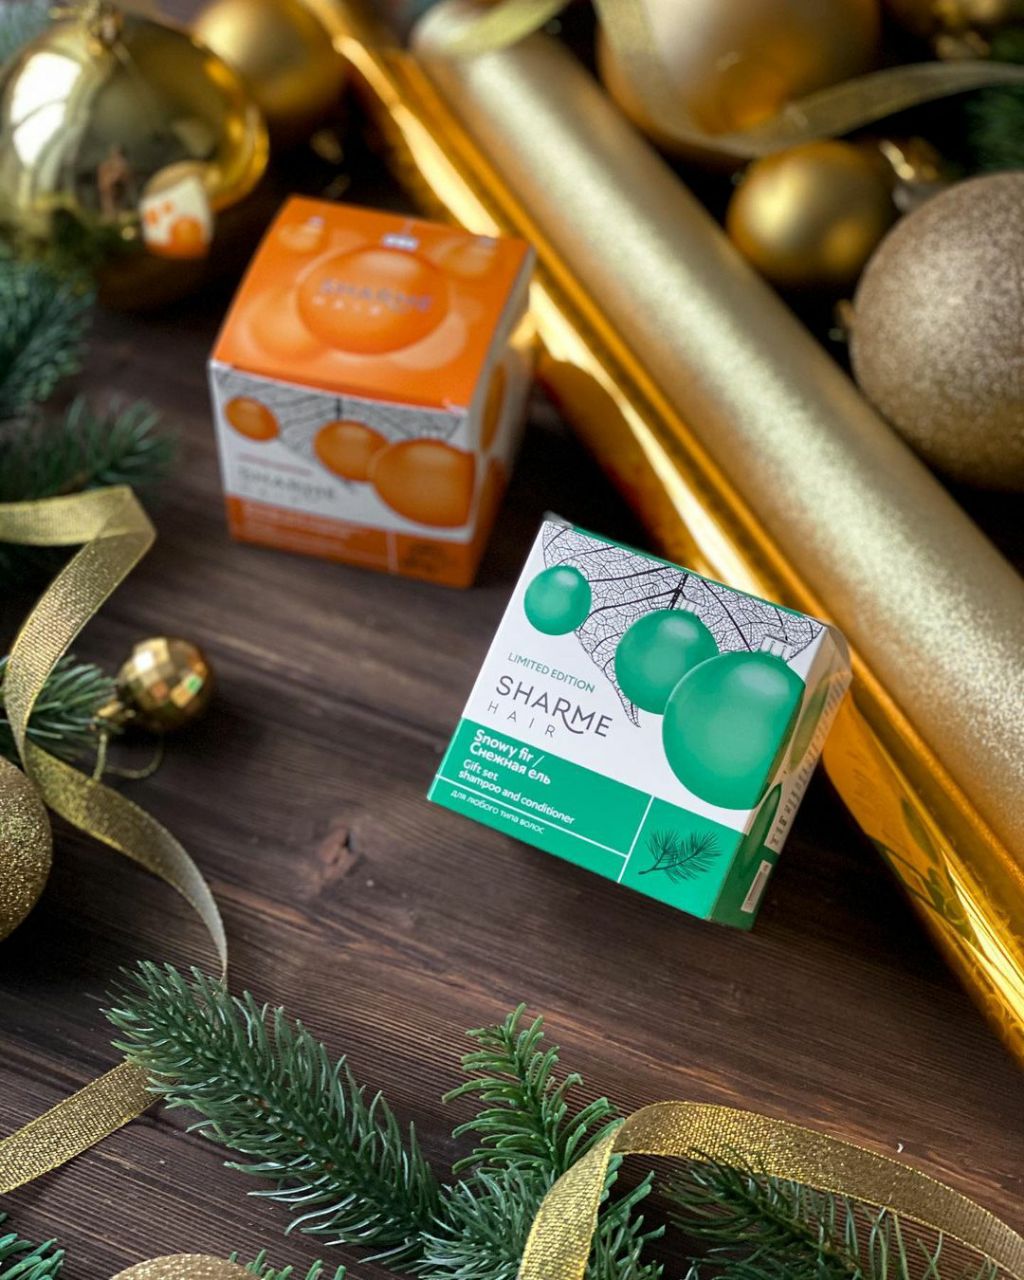 SHARME
HAIR
LIMITED EDITION
SHARME
HAIR
Snowy fir /
Снежная ель
Gift set
shampoo and conditioner
для любого типа волос